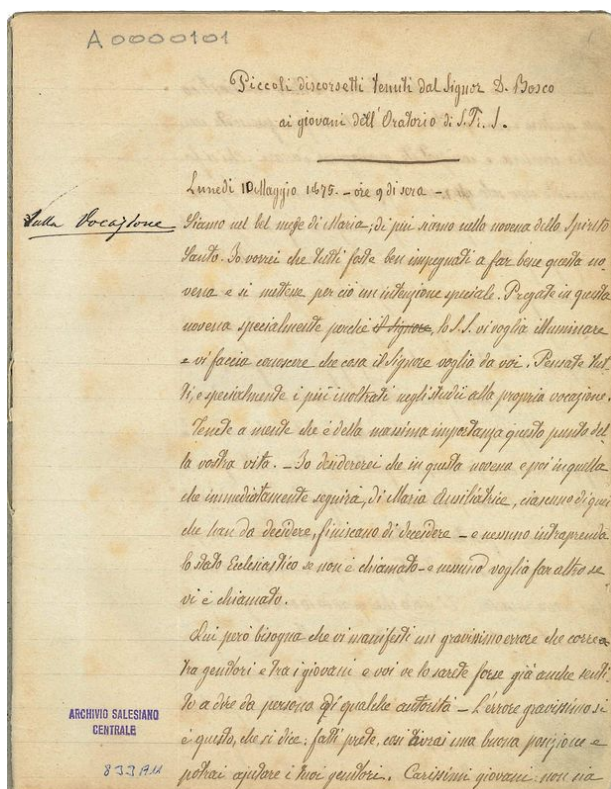 A0000101
Piccoli discorsetti tenuti dal Signor D. Bosco
ai giovani dell'Oratorio di S. Fr. S.
Lunedì 10 Maggio 1875. - ore 9 di sera -
Sulla Vocazione
Siamo nel bel mese di Maria; di più siamo nella novena dello Spirito
Santo. Io vorrei che tutti foste ben impegnati a far bene questa no
vena e si mettesse per ciò un intenzione speciale. Pregate in questa
novena specialmente perché il Signore, lo S.S. vi voglia illuminare
e vi faccia conoscere che cosa il Signore voglia da voi. Pensate tut-
ti, e specialmente i più inoltrati negli studii alla propria vocazione.
Tenete a mente che è della massima importanza questo punto del
la vostra vita. - Io desidererei che in questa novena e poi in quella
che immediatamente seguirà, di Maria Ausiliatrice, ciascuno di quei
che han da decidere, finiscano di decidere - e nessuno intraprenda
lo stato Ecclesiastico se non è chiamato - e nessuno voglia far altro se
vi è chiamato.
Qui però bisogna che vi manifesti un gravissimo errore che corre
tra genitori e tra i giovani e voi ve lo sarete forse già anche senti
to a dire da persona di qualche autorità - L'errore gravissimo si
è questo, che si dice: fatti prete, così avrai una buona posizione e
potrai ajutare i tuoi genitori. Carissimi giovani: non sia
ARCHIVIO SALESIANO
CENTRALE